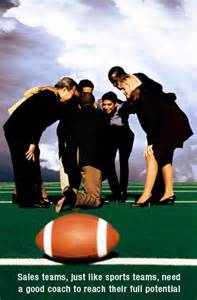 Sales teams, just like sports teams, need
a good coach to reach their full potential